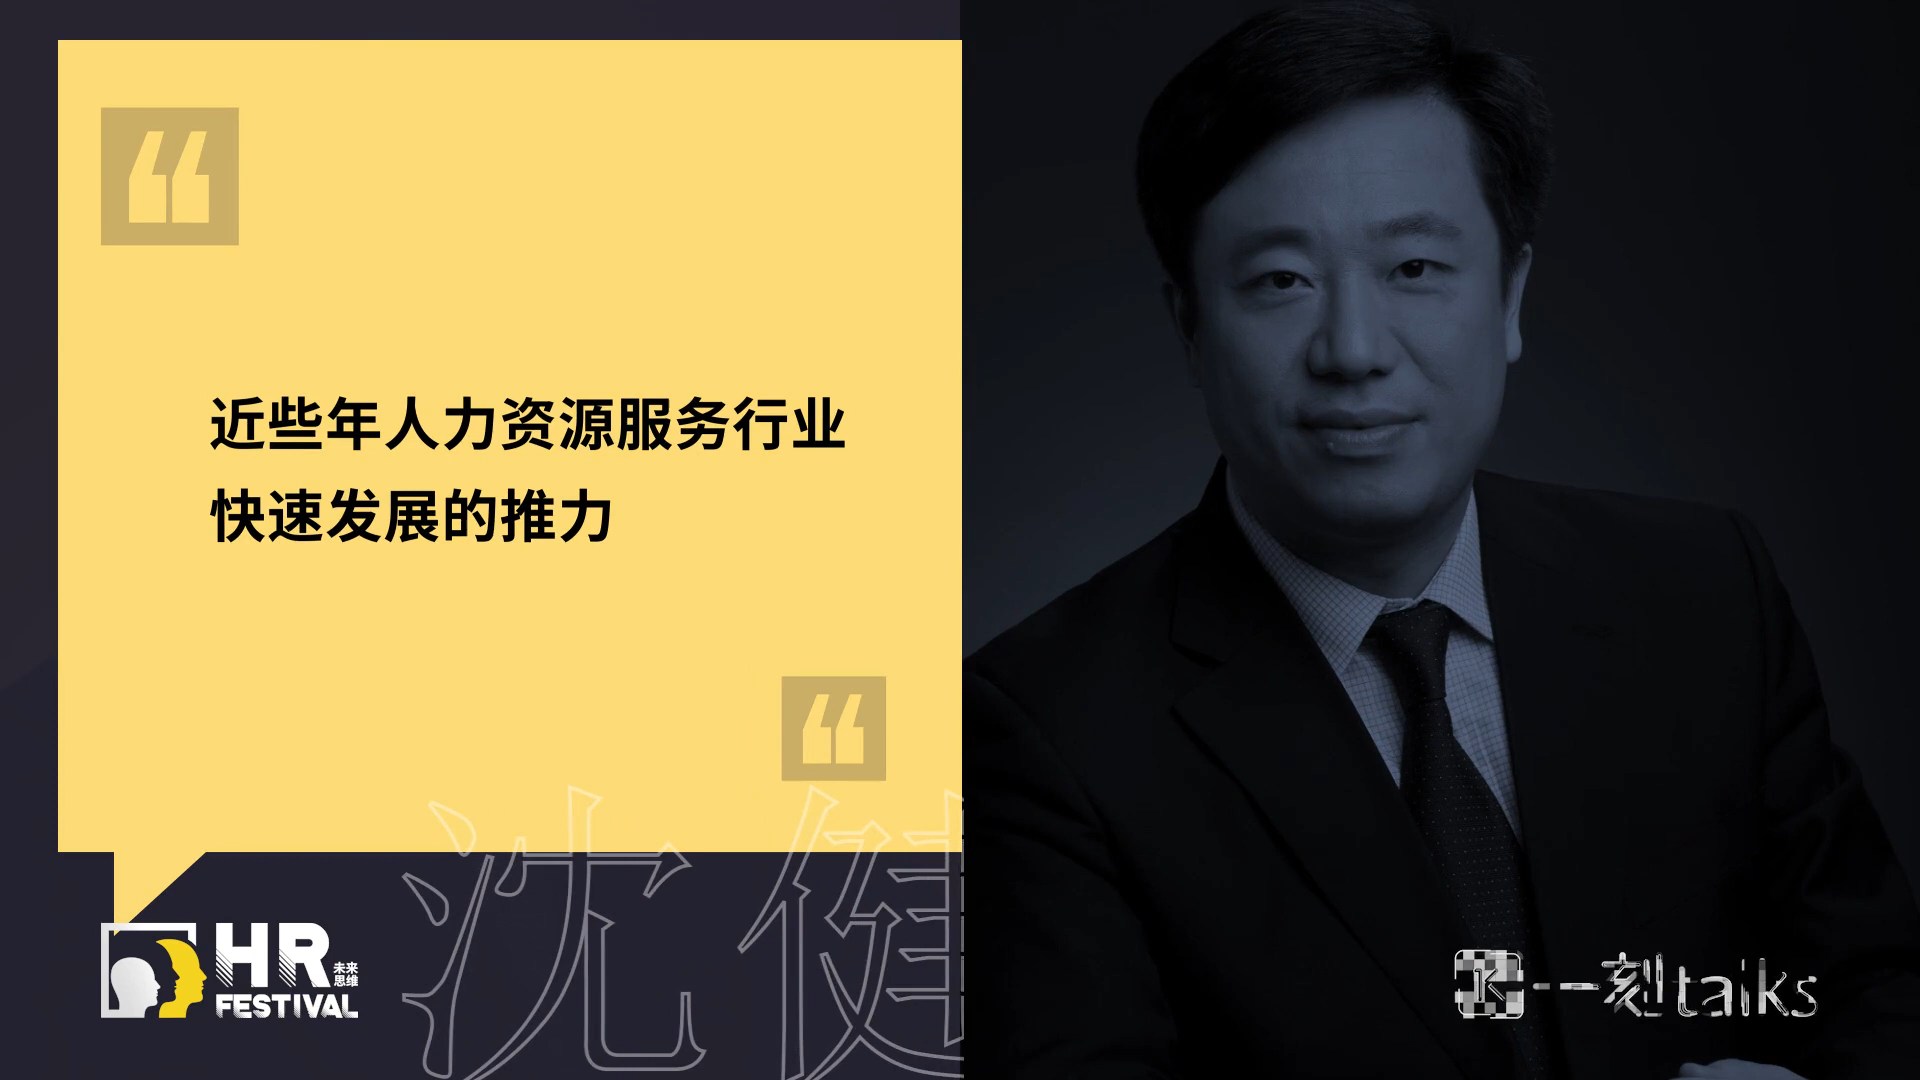 近些年人力资源服务行业
快速发展的推力
沈健
HR
未来
思维
FESTIVAL
一刻talks